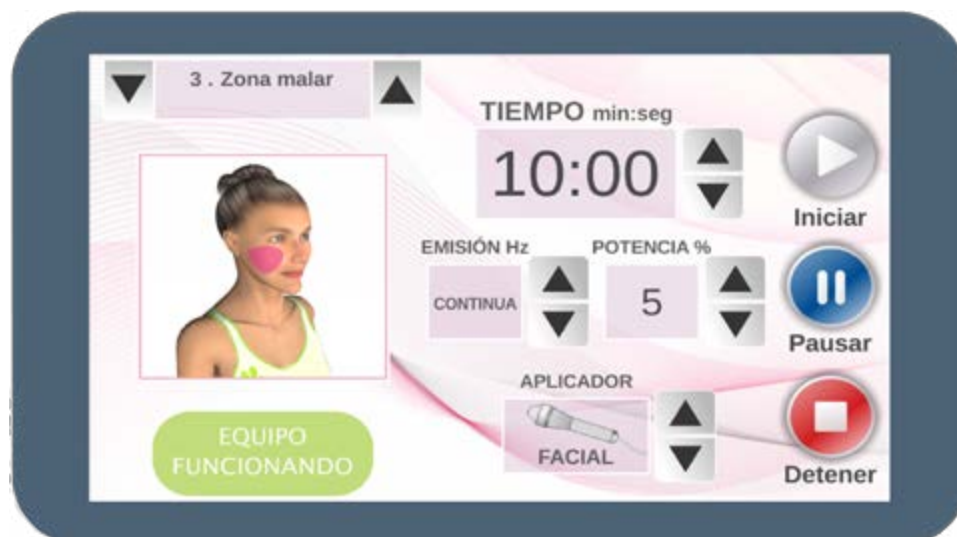 3 . Zona malar
TIEMPO min:seg
10:00
Iniciar
EMISIÓN Hz
POTENCIA %
CONTINUA
5
Pausar
APLICADOR
FACIAL
EQUIPO
FUNCIONANDO
Detener